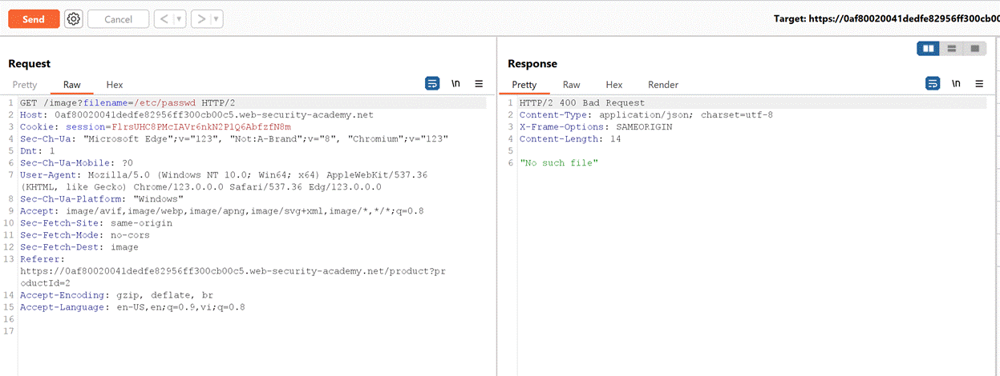 Send
Cancel
<
>
Target: https://0af80020041dedfe82956ff300cb00
Request
Pretty Raw Hex
\n
1 GET /image?filename=/etc/passwd HTTP/2
2 Host: 0af80020041dedfe82956ff300cb00c5.web-security-academy.net
3 Cookie: session=FlrsUHC8PMcIAVr6nkN2PlQ6AbfzfN8m
4 Sec-Ch-Ua: "Microsoft Edge";v="123", "Not:A-Brand";v="8", "Chromium";v="123"
5 Dnt: 1
6 Sec-Ch-Ua-Mobile: ?0
7 User-Agent: Mozilla/5.0 (Windows NT 10.0; Win64; x64) AppleWebKit/537.36
(KHTML, like Gecko) Chrome/123.0.0.0 Safari/537.36 Edg/123.0.0.0
8 Sec-Ch-Ua-Platform: "Windows"
9 Accept: image/avif,image/webp,image/apng,image/svg+xml,image/*,*/*;q=0.8
10 Sec-Fetch-Site: same-origin
11 Sec-Fetch-Mode: no-cors
12 Sec-Fetch-Dest: image
13 Referer:
https://0af80020041dedfe82956ff300cb00c5.web-security-academy.net/product?pr
oductId=2
14 Accept-Encoding: gzip, deflate, br
15 Accept-Language: en-US,en;q=0.9,vi;q=0.8
16
17
Response
Pretty Raw Hex Render
\n
1 HTTP/2 400 Bad Request
2 Content-Type: application/json; charset=utf-8
3 X-Frame-Options: SAMEORIGIN
4 Content-Length: 14
5
6 "No such file"